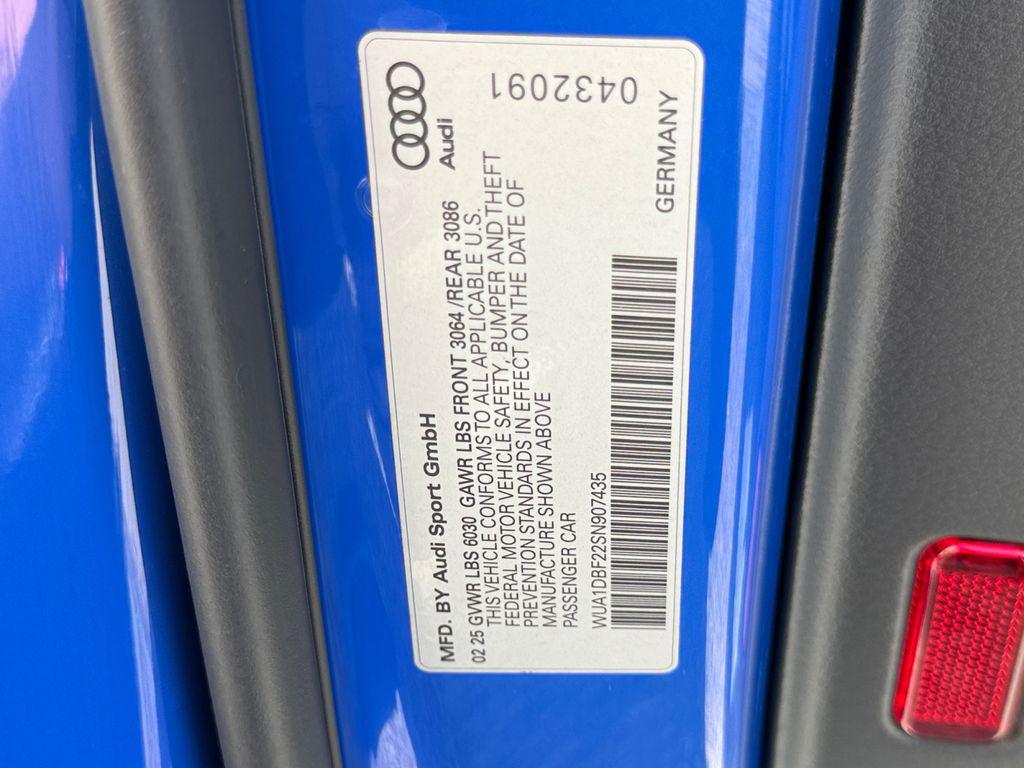 MFD. BY Audi Sport GmbH
Audi
02 25 GVWR LBS 6030 GAWR LBS FRONT 3064 /REAR 3086
THIS VEHICLE CONFORMS TO ALL APPLICABLE U.S.
FEDERAL MOTOR VEHICLE SAFETY, BUMPER AND THEFT
PREVENTION STANDARDS IN EFFECT ON THE DATE OF
MANUFACTURE SHOWN ABOVE
PASSENGER CAR
WUA1DBF22SN907435
GERMANY
0432091